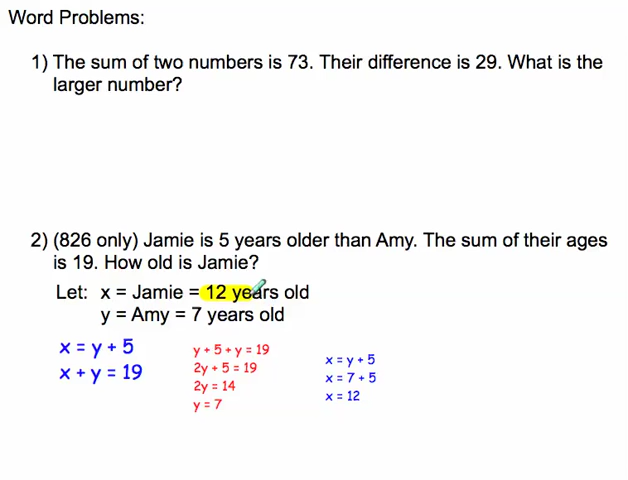 Word Problems:
1) The sum of two numbers is 73. Their difference is 29. What is the
larger number?
2) (826 only) Jamie is 5 years older than Amy. The sum of their ages
is 19. How old is Jamie?
Let: x = Jamie = 12 years old
y = Amy = 7 years old
x = y + 5
x + y = 19
y + 5 + y = 19
2y + 5 = 19
2y = 14
y = 7
x = y + 5
x = 7 + 5
x = 12